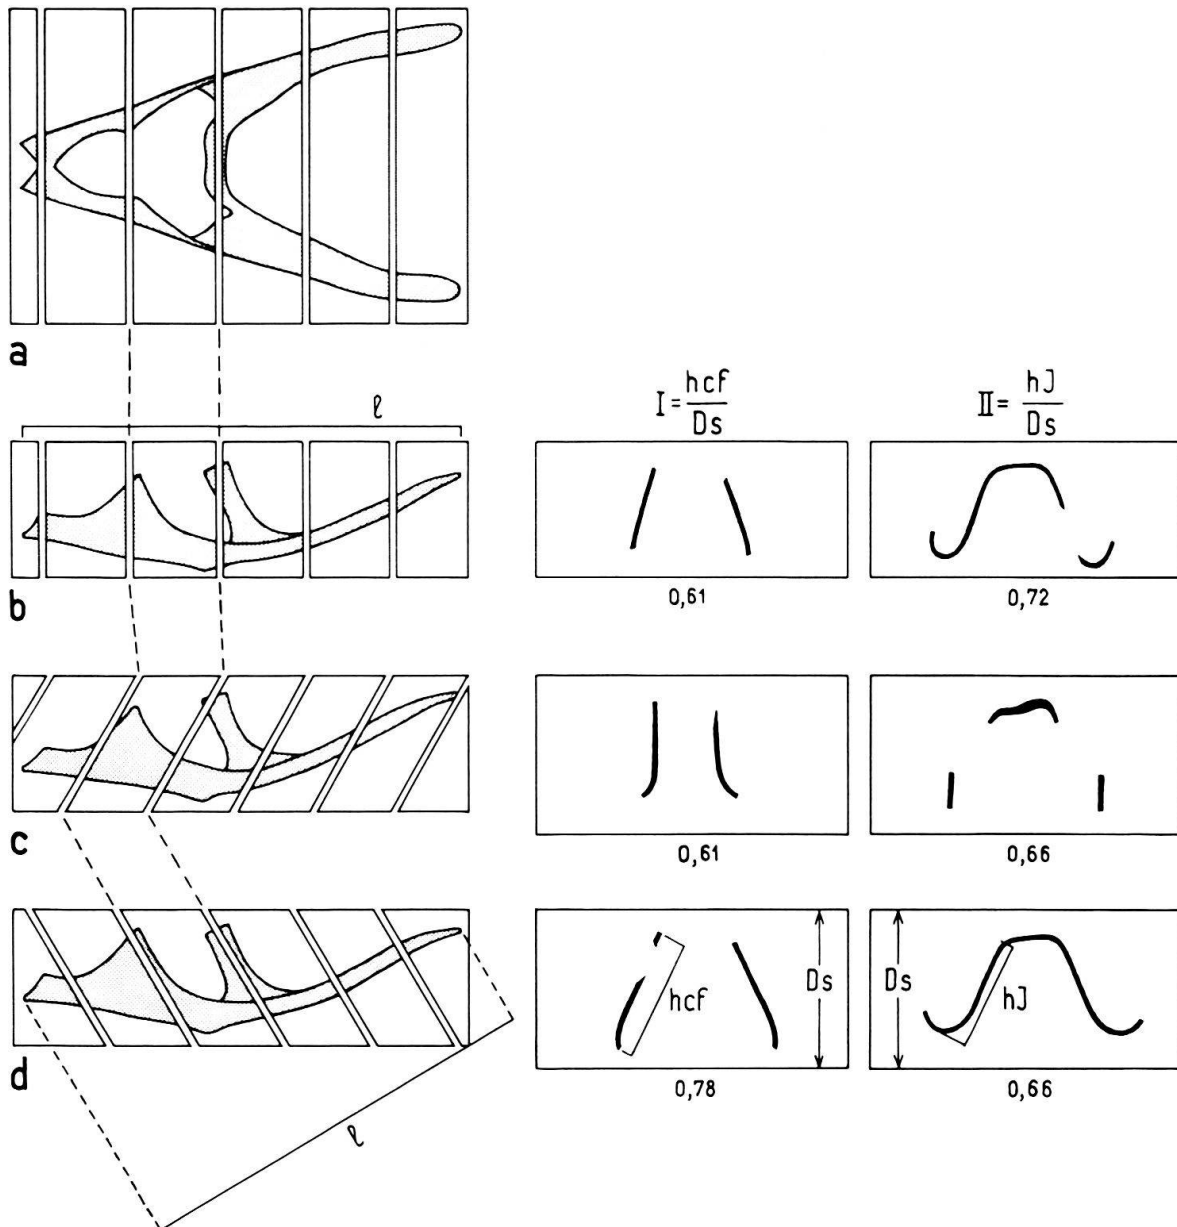 a
ℓ
I = hcf/Ds
II = hJ/Ds
b
0,61
0,72
c
0,61
0,66
hcf
Ds
Ds
hJ
d
0,78
0,66
ℓ